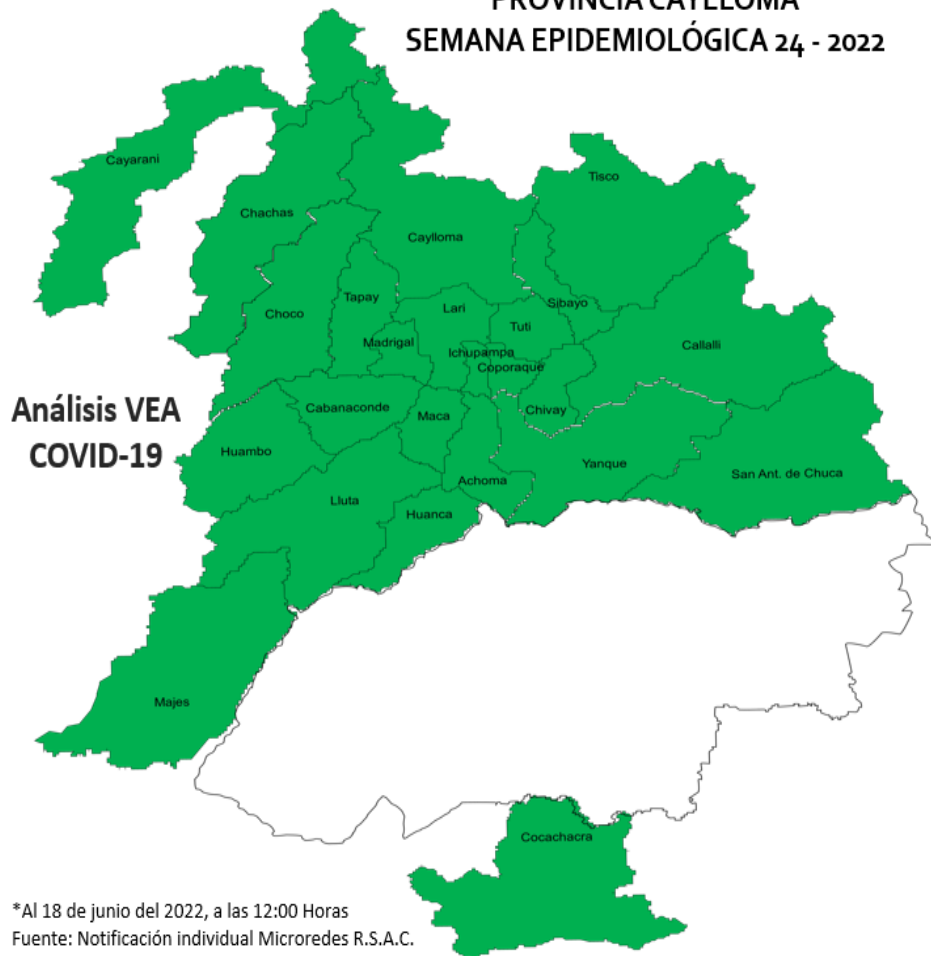 PROVINCIA CAYLLOMA
SEMANA EPIDEMIOLÓGICA 24 - 2022
Cayarani
Tisco
Chachas
Caylloma
Tapay
Sibayo
Lari
Choco
Tuti
Madrigal
Callalli
Ichupampa
Coporaque
Análisis VEA
COVID-19
Cabanaconde
Maca
Chivay
Huambo
Yanque
San Ant. de Chuca
Achoma
Lluta
Huanca
Majes
Cocachacra
*Al 18 de junio del 2022, a las 12:00 Horas
Fuente: Notificación individual Microredes R.S.A.C.